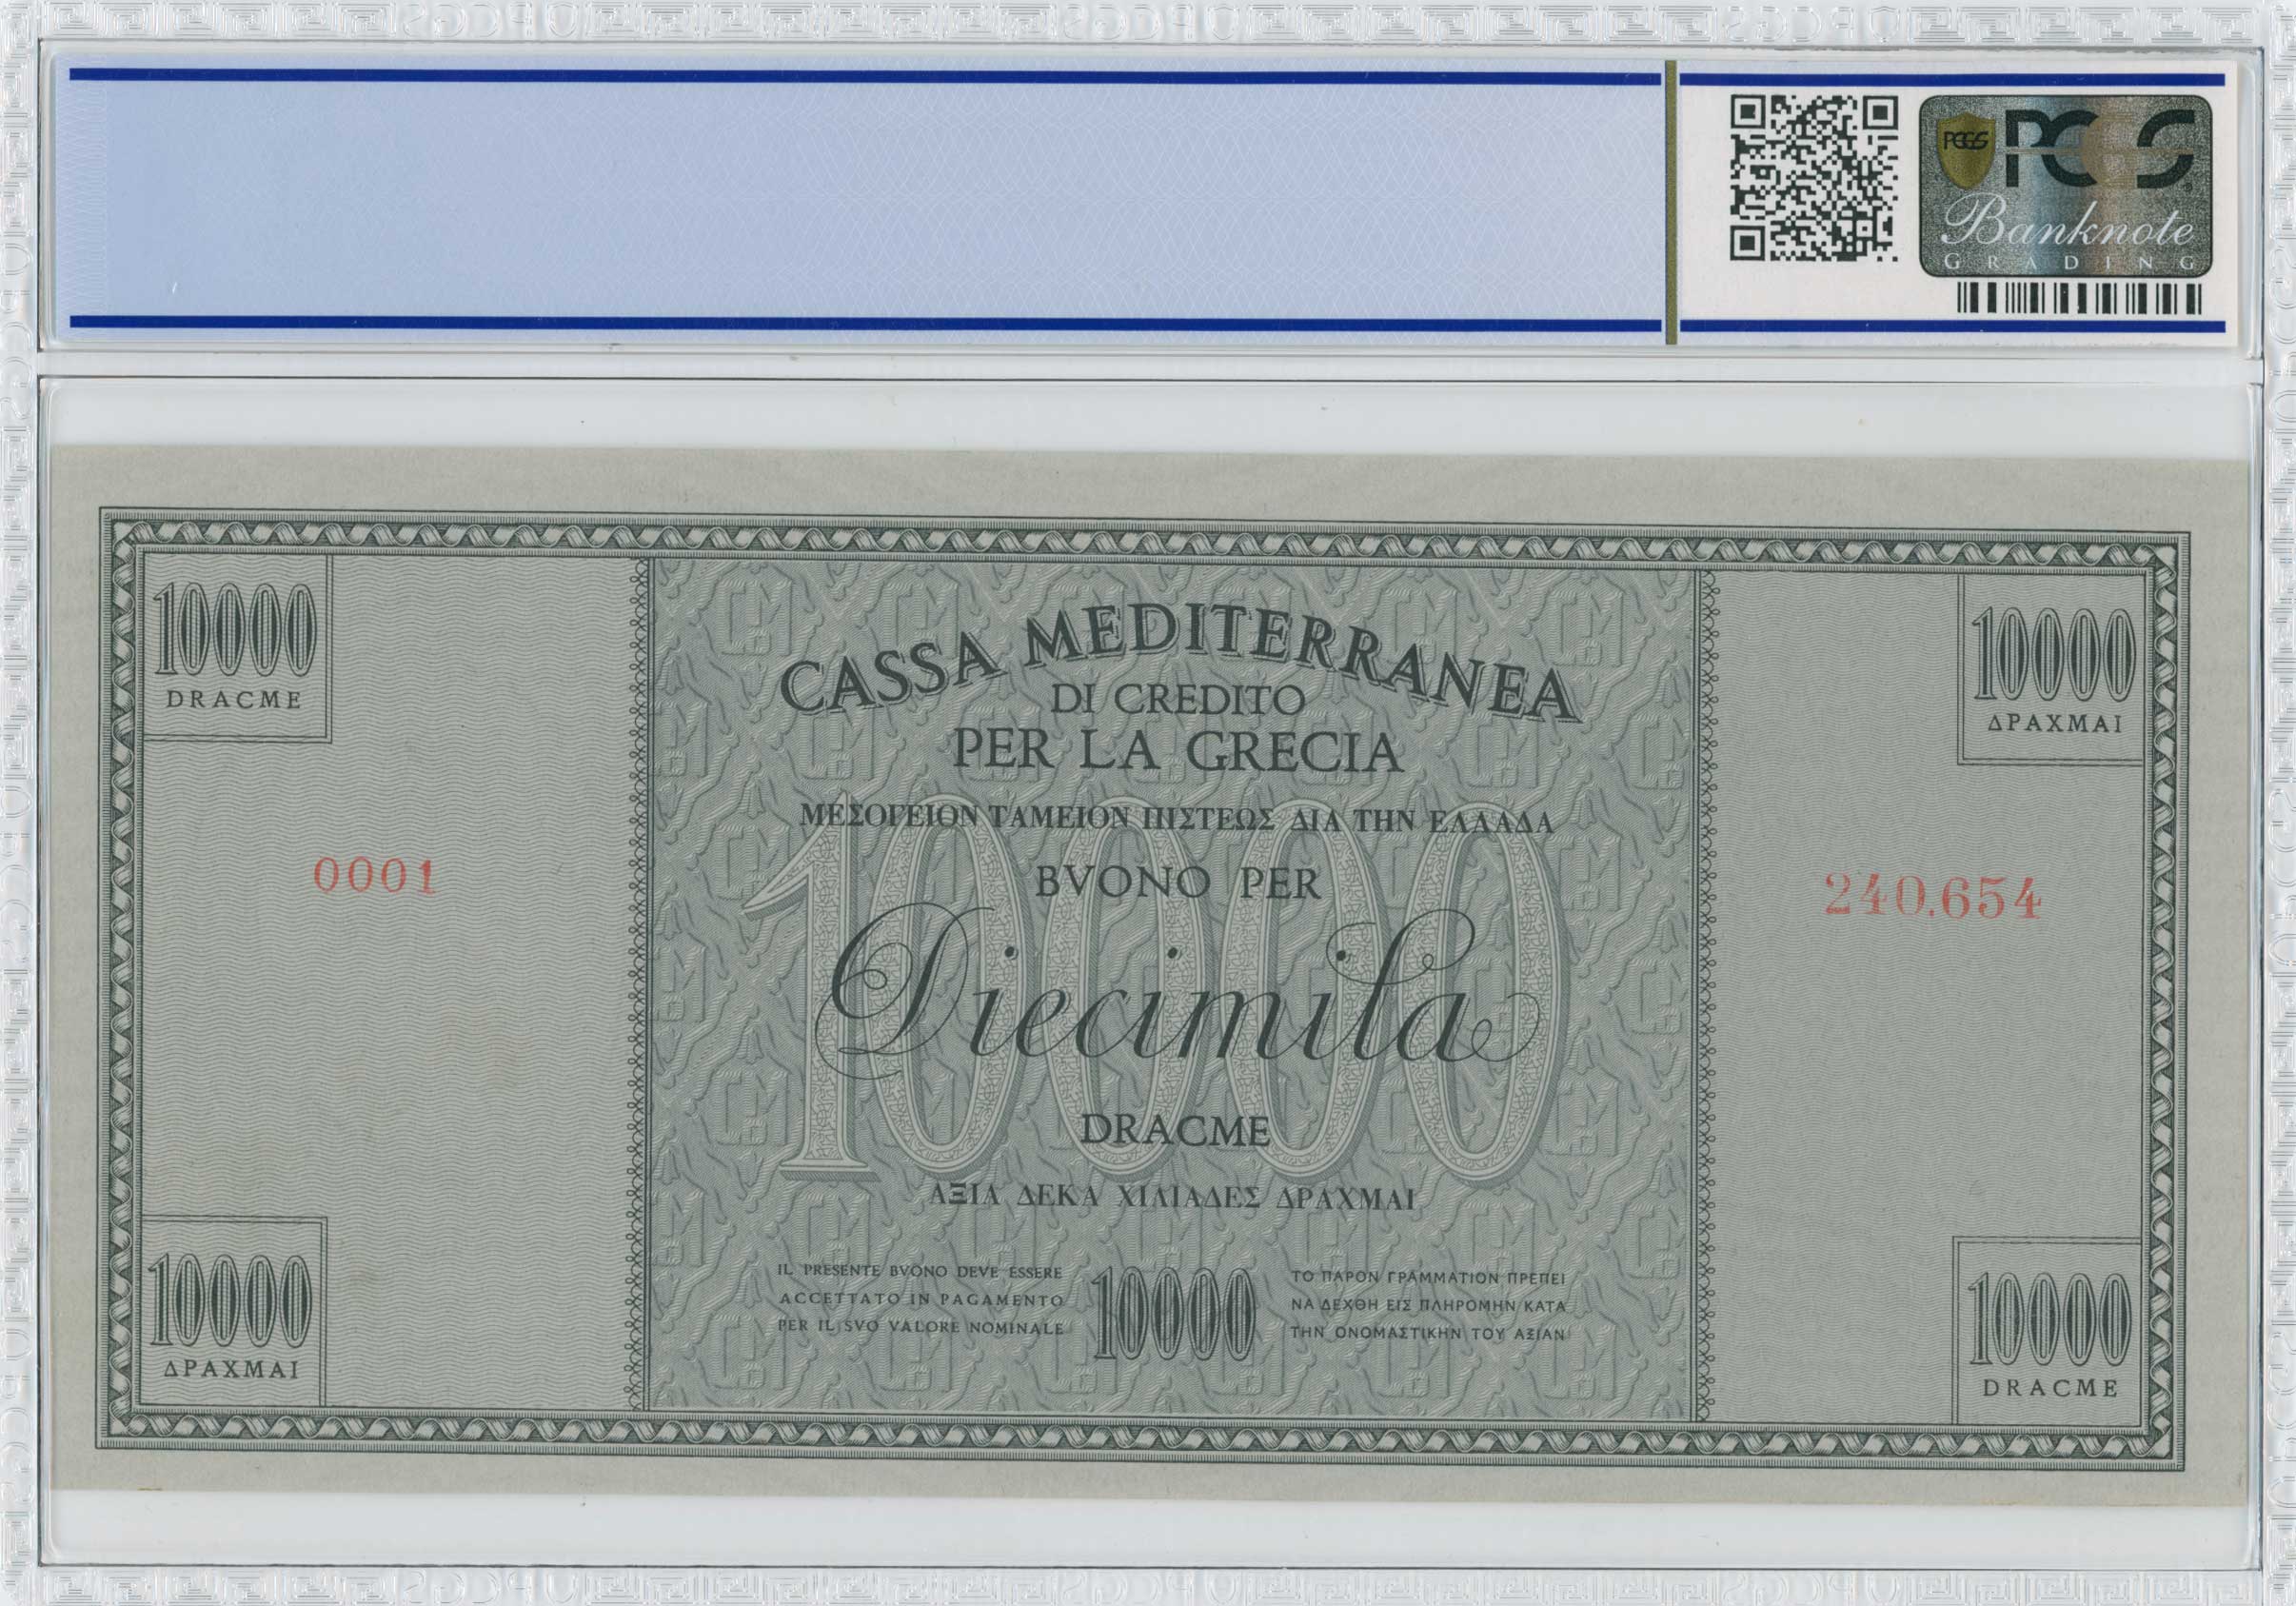 PCGS
PCGS
Banknote
GRADING
10000
DRACME
10000
ΔΡΑΧΜΑΙ
CASSA MEDITERRANEA
DI CREDITO
PER LA GRECIA
ΜΕΣΟΓΕΙΟΝ ΤΑΜΕΙΟΝ ΠΙΣΤΕΩΣ ΔΙΑ ΤΗΝ ΕΛΛΑΔΑ
0001
BVONO PER
240.654
10000
Diecimila
DRACME
ΑΞΙΑ ΔΕΚΑ ΧΙΛΙΑΔΕΣ ΔΡΑΧΜΑΙ
IL PRESENTE BVONO DEVE ESSERE
ACCETTATO IN PAGAMENTO
PER IL SVO VALORE NOMINALE
10000
ΤΟ ΠΑΡΟΝ ΓΡΑΜΜΑΤΙΟΝ ΠΡΕΠΕΙ
ΝΑ ΔΕΧΘΗ ΕΙΣ ΠΛΗΡΟΜΗΝ ΚΑΤΑ
ΤΗΝ ΟΝΟΜΑΣΤΙΚΗΝ ΤΟΥ ΑΞΙΑΝ
10000
ΔΡΑΧΜΑΙ
10000
DRACME